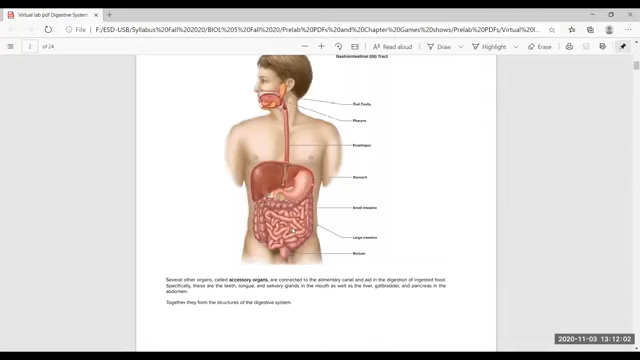 Virtual lab pdf Digestive System
F:/ESD-USB/Syllabus%20Fall%202020/BIOL%205%20Fall%20/Prelab%20PDFs%20and%20Chapter%20Games%20shows/Prelab%20PDFs/Virtual%20l...
2 of 24
Read aloud
Draw
Highlight
Erase
Gastrointestinal (GI) Tract
Oral Cavity
Pharynx
Esophagus
Stomach
Small intestine
Large intestine
Rectum
Several other organs, called accessory organs, are connected to the alimentary canal and aid in the digestion of ingested food.
Specifically, these are the teeth, tongue, and salivary glands in the mouth as well as the liver, gallbladder, and pancreas in the
abdomen.
Together they form the structures of the digestive system.
2020-11-03 13:12:02